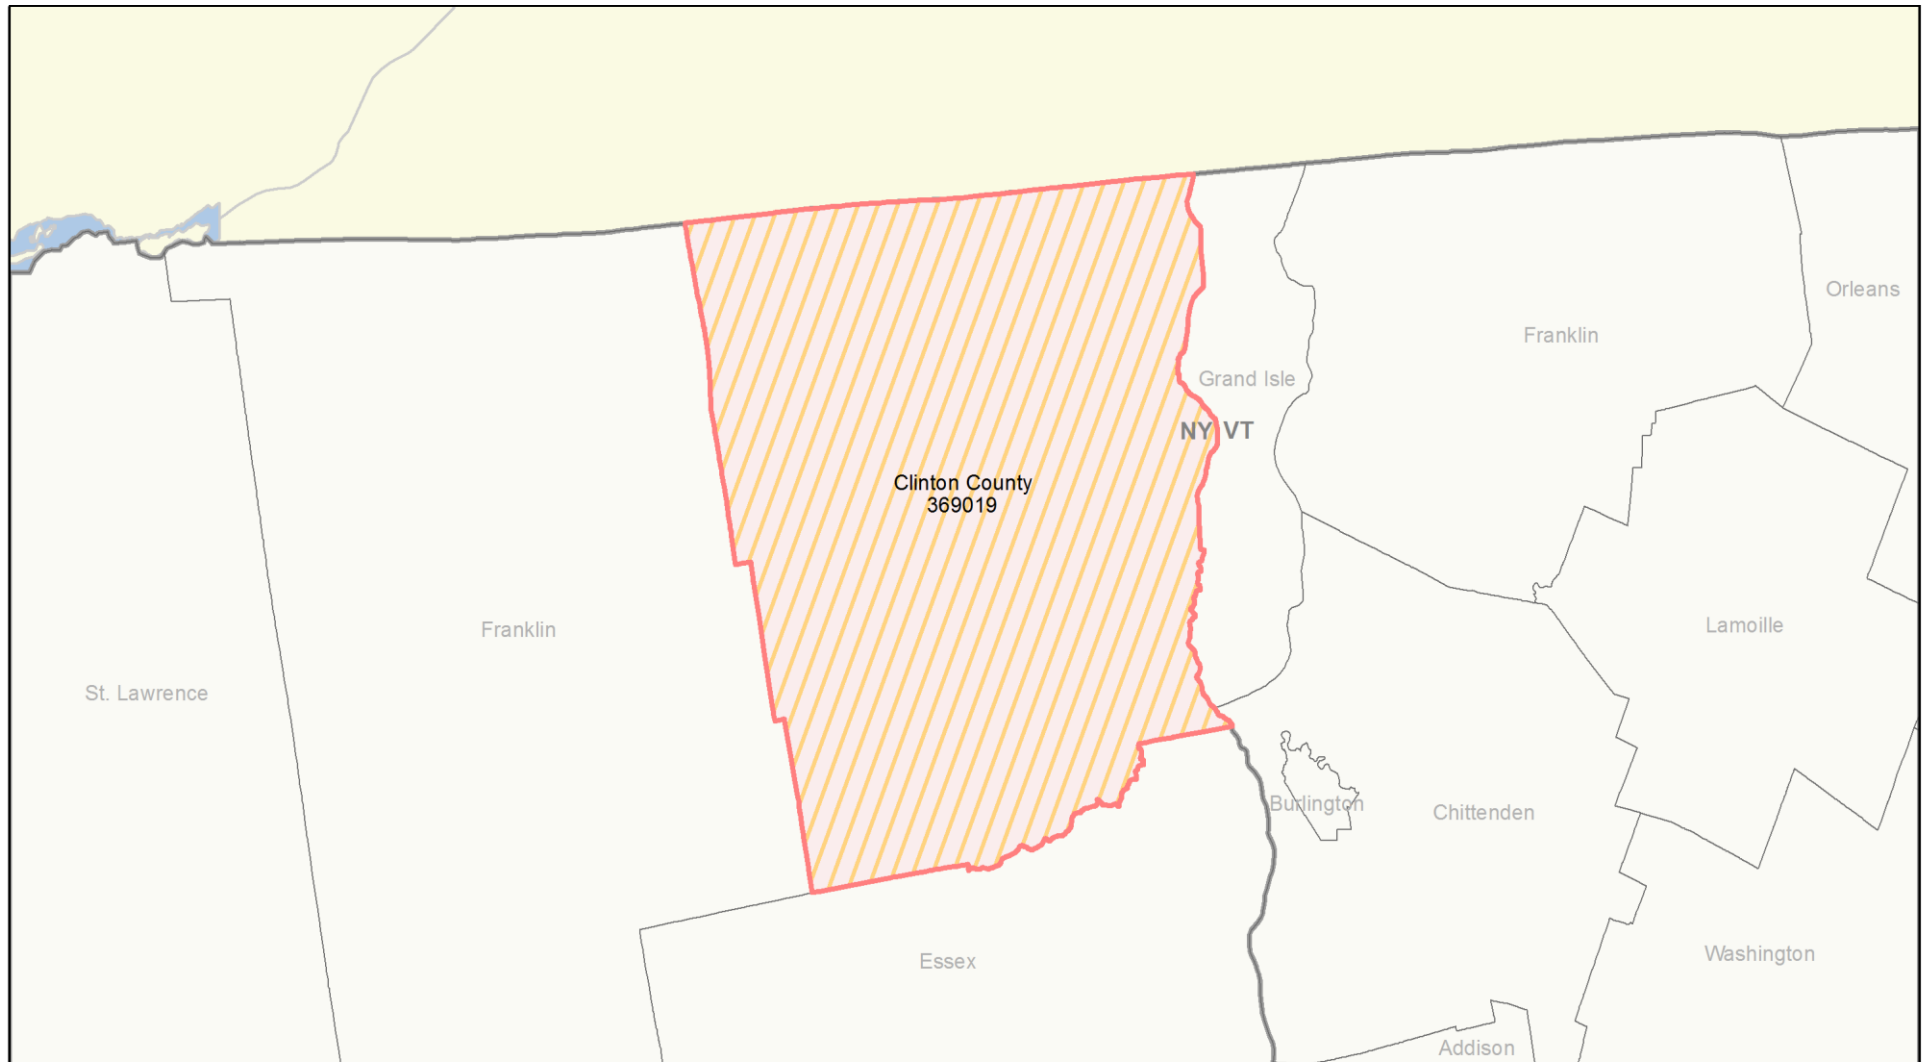 Orleans
Franklin
Grand Isle
NY VT
Clinton County
369019
Franklin
Lamoille
St. Lawrence
Burlington
Chittenden
Washington
Essex
Addison